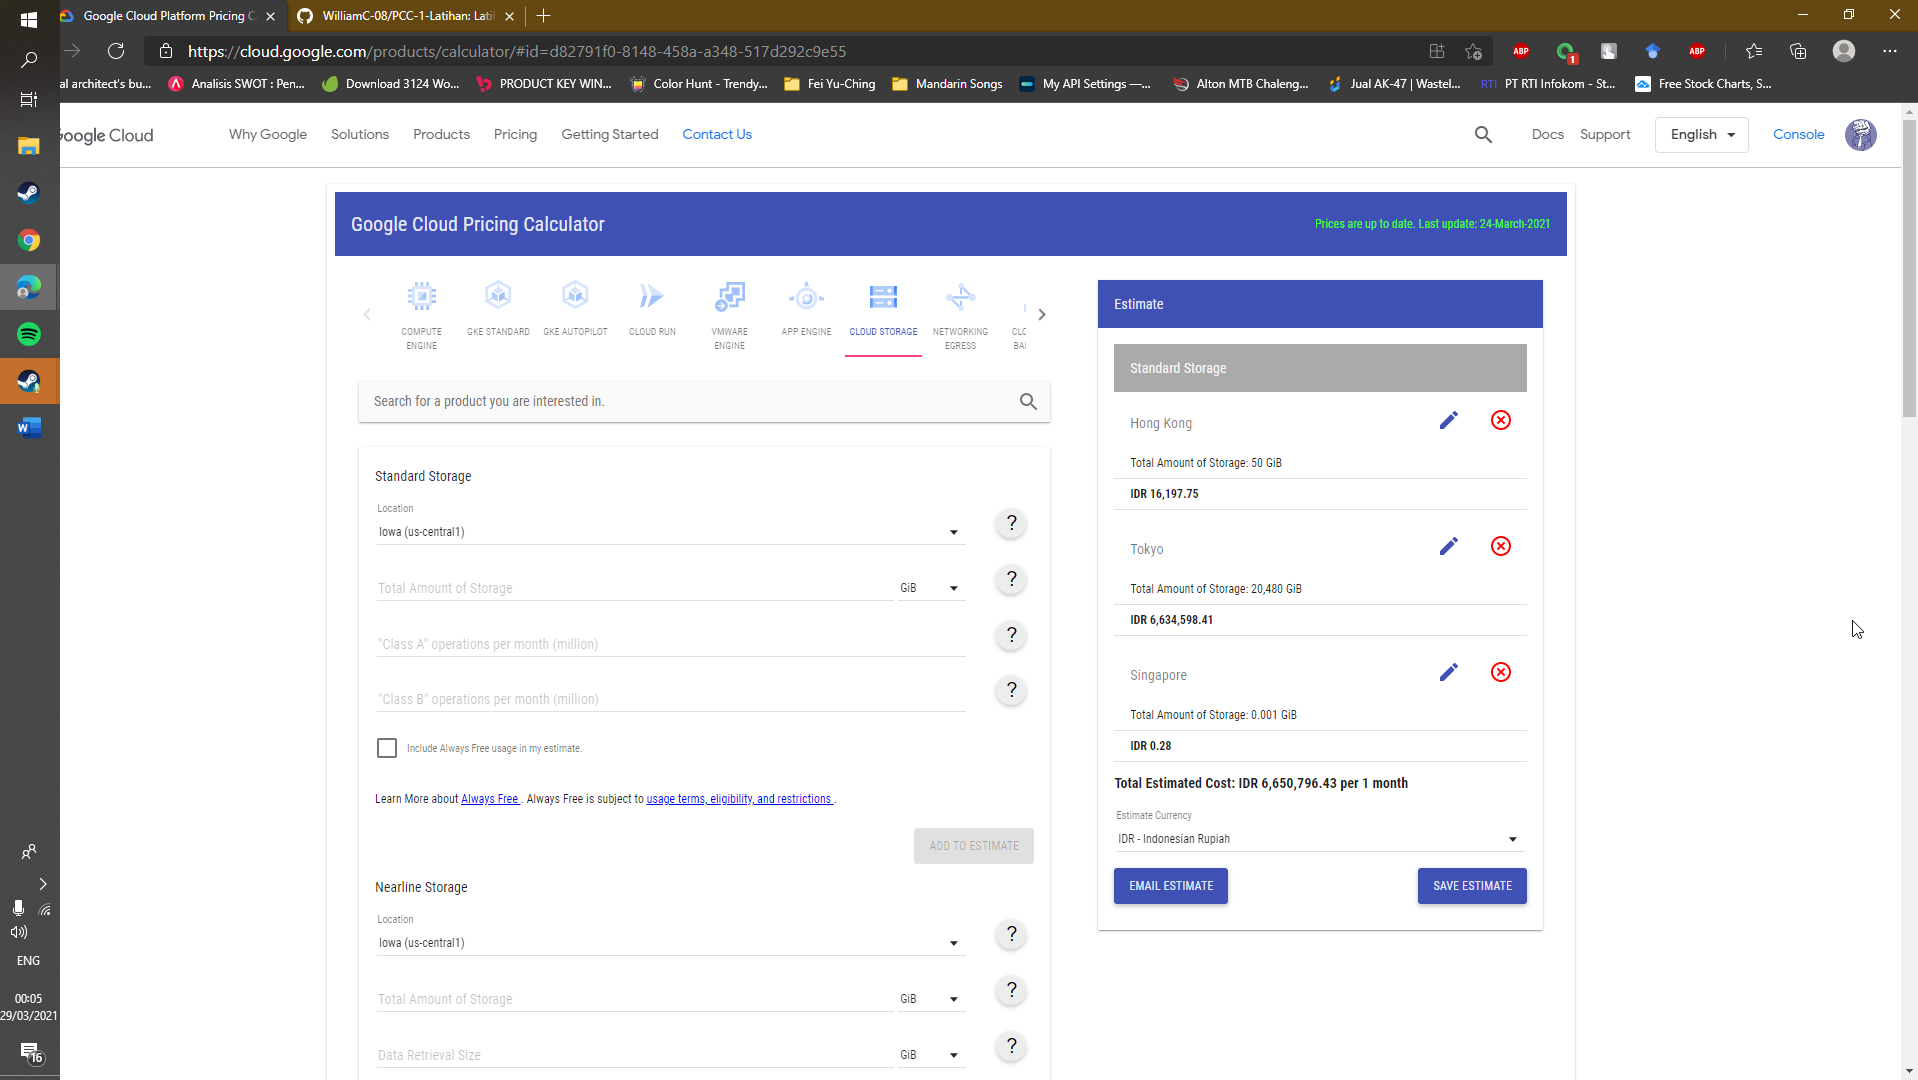 Google Cloud Platform Pricing C
WilliamC-08/PCC-1-Latihan: Lati
https://cloud.google.com/products/calculator/#id=d82791f0-8148-458a-a348-517d292c9e55
ABP
1
ABP
al architect's bu...
Analisis SWOT : Pen...
Download 3124 Wo...
PRODUCT KEY WIN...
Color Hunt - Trendy...
Fei Yu-Ching
Mandarin Songs
My API Settings —...
Alton MTB Chaleng...
Jual AK-47 | Wastel...
RTI PT RTI Infokom - St...
Free Stock Charts, S...
Google Cloud
Why Google
Solutions
Products
Pricing
Getting Started
Contact Us
Docs
Support
English
Console
Google Cloud Pricing Calculator
Prices are up to date. Last update: 24-March-2021
COMPUTE
ENGINE
GKE STANDARD
GKE AUTOPILOT
CLOUD RUN
VMWARE
ENGINE
APP ENGINE
CLOUD STORAGE
NETWORKING
EGRESS
CLO
BAI
Search for a product you are interested in.
Standard Storage
Location
Iowa (us-central1)
?
Total Amount of Storage
GiB
?
"Class A" operations per month (million)
?
"Class B" operations per month (million)
?
Include Always Free usage in my estimate.
Learn More about Always Free . Always Free is subject to usage terms, eligibility, and restrictions .
ADD TO ESTIMATE
Nearline Storage
Location
Iowa (us-central1)
?
Total Amount of Storage
GiB
?
Data Retrieval Size
GiB
?
Estimate
Standard Storage
Hong Kong
Total Amount of Storage: 50 GiB
IDR 16,197.75
Tokyo
Total Amount of Storage: 20,480 GiB
IDR 6,634,598.41
Singapore
Total Amount of Storage: 0.001 GiB
IDR 0.28
Total Estimated Cost: IDR 6,650,796.43 per 1 month
Estimate Currency
IDR - Indonesian Rupiah
EMAIL ESTIMATE
SAVE ESTIMATE
ENG
00:05
29/03/2021
16